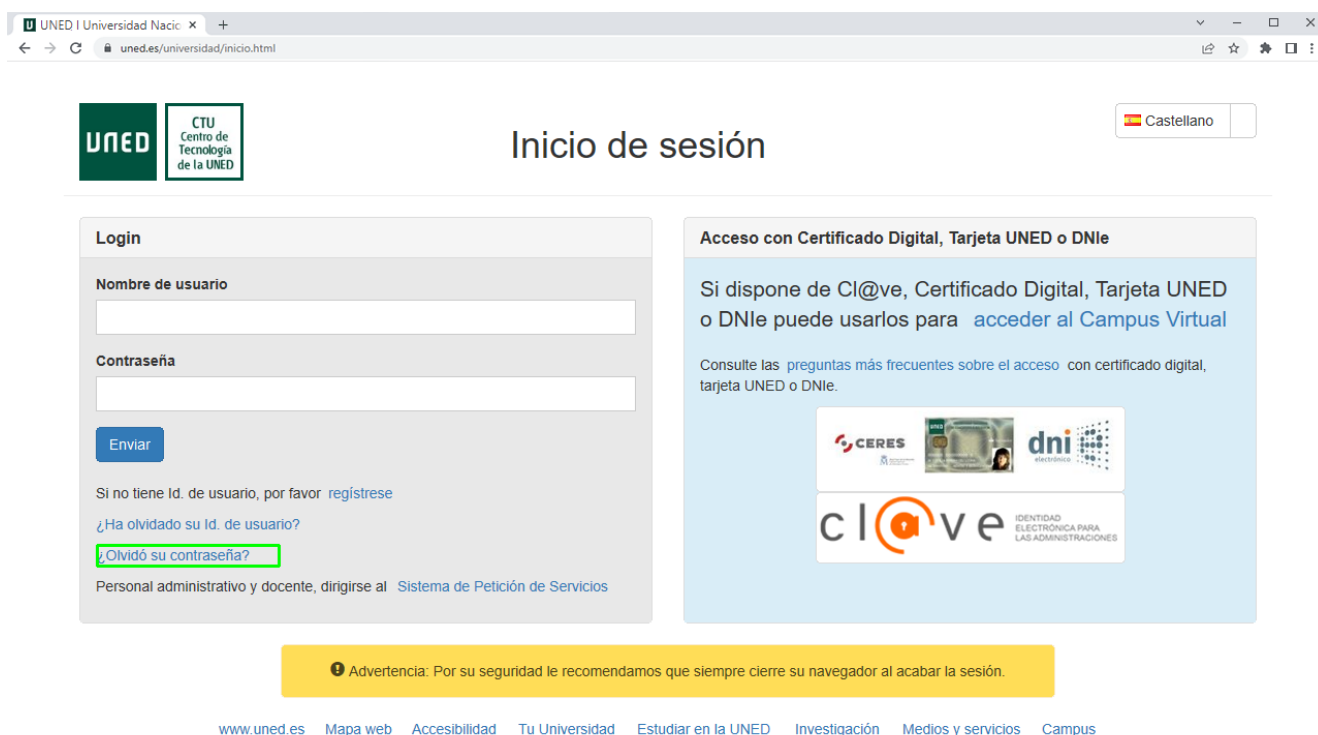 UNED I Universidad Nacio
uned.es/universidad/inicio.html
UNED
CTU
Centro de
Tecnología
de la UNED
Inicio de sesión
Castellano
Login
Nombre de usuario
Contraseña
Enviar
Si no tiene Id. de usuario, por favor regístrese
¿Ha olvidado su Id. de usuario?
¿Olvidó su contraseña?
Personal administrativo y docente, dirigirse al Sistema de Petición de Servicios
Acceso con Certificado Digital, Tarjeta UNED o DNIe
Si dispone de Cl@ve, Certificado Digital, Tarjeta UNED
o DNIe puede usarlos para acceder al Campus Virtual
Consulte las preguntas más frecuentes sobre el acceso con certificado digital,
tarjeta UNED o DNIe.
CERES
dni
electrónico
cl@ve
IDENTIDAD
ELECTRÓNICA PARA
LAS ADMINISTRACIONES
Advertencia: Por su seguridad le recomendamos que siempre cierre su navegador al acabar la sesión.
www.uned.es Mapa web Accesibilidad Tu Universidad Estudiar en la UNED Investigación Medios y servicios Campus